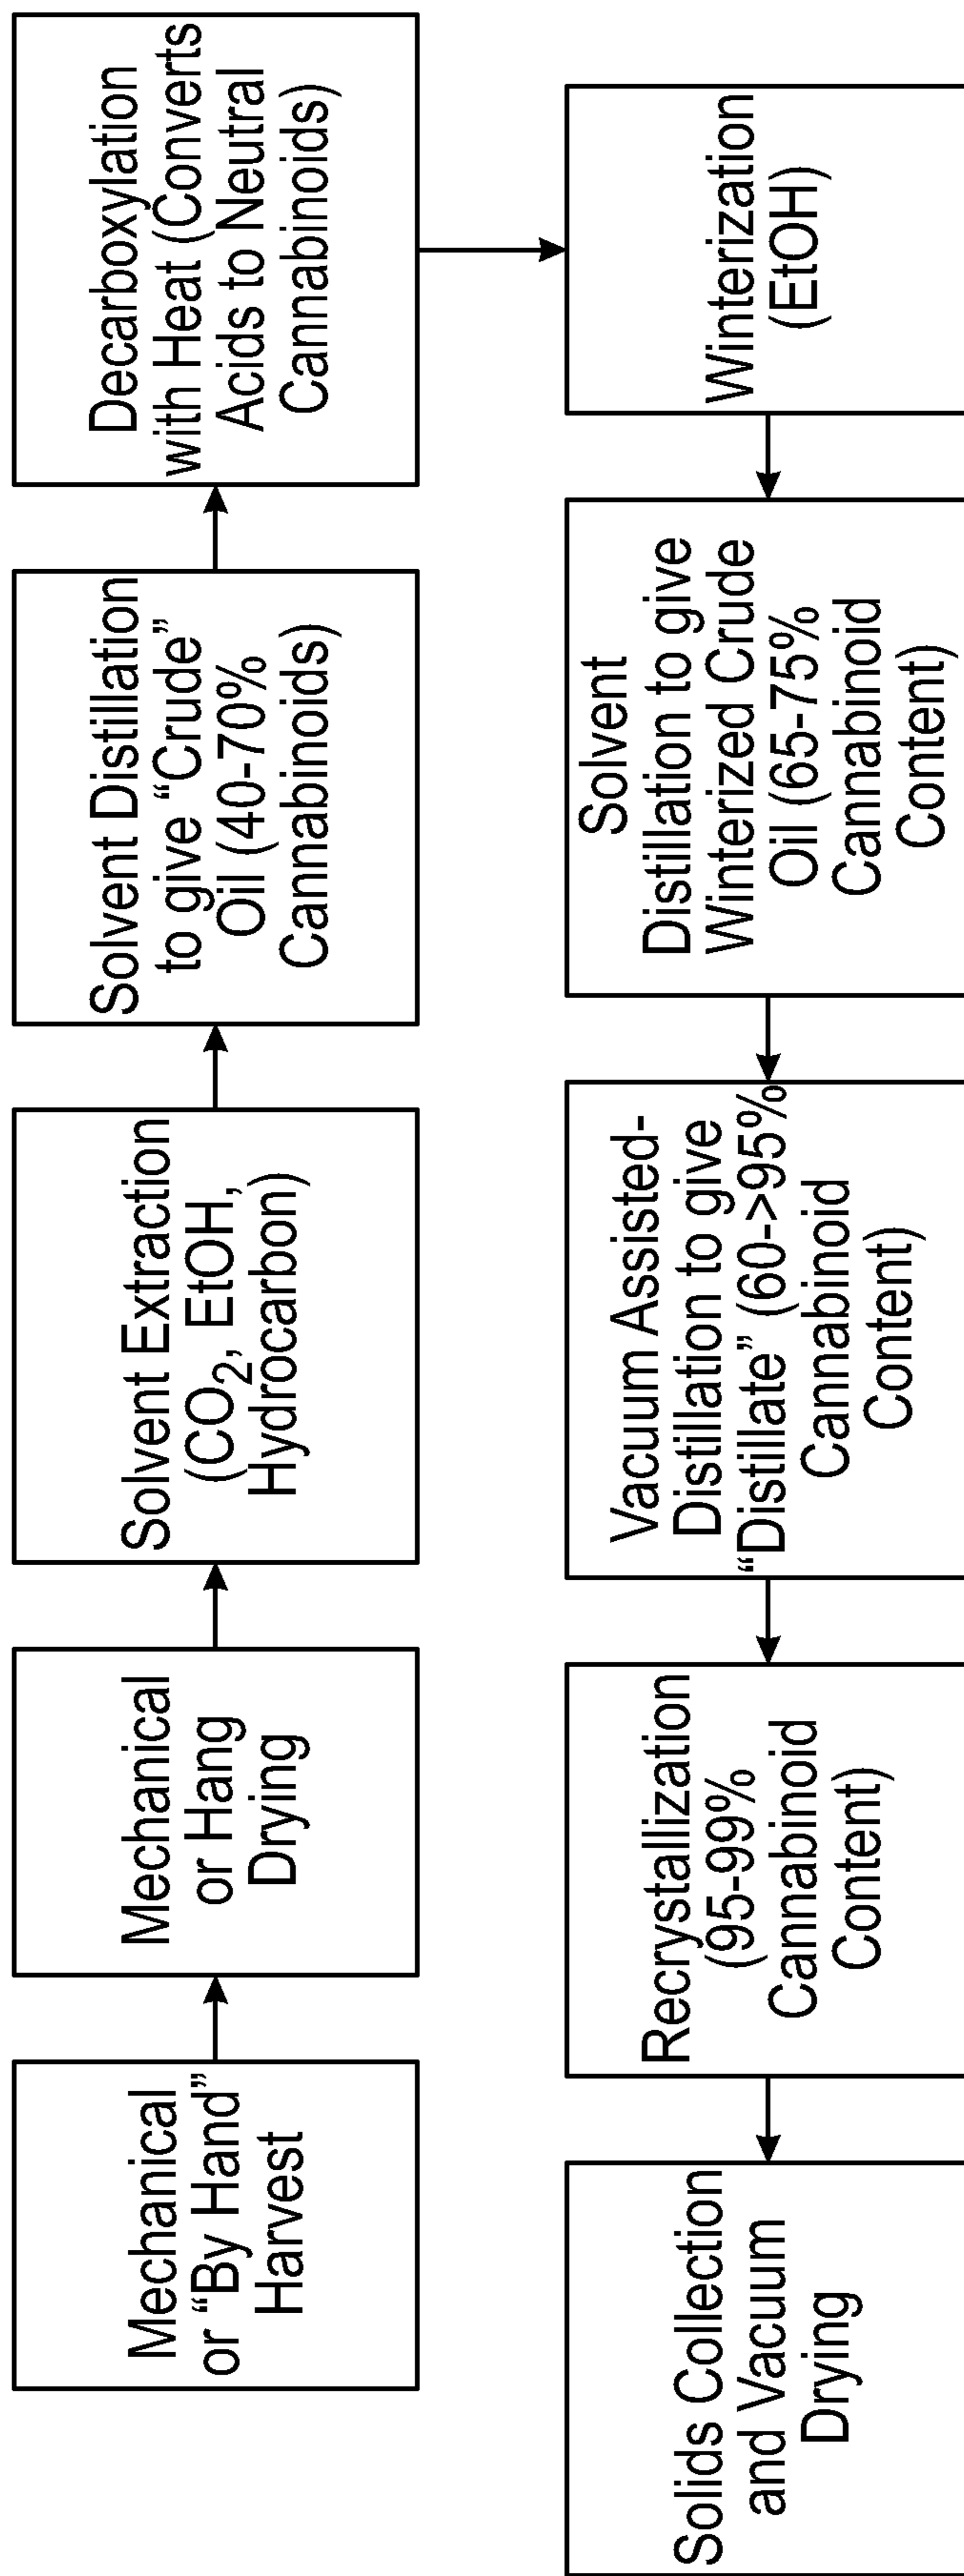 Mechanical
or “By Hand”
Harvest
Mechanical
or Hang
Drying
Solvent Extraction
(CO2, EtOH,
Hydrocarbon)
Solvent Distillation
to give “Crude”
Oil (40-70%
Cannabinoids)
Decarboxylation
with Heat (Converts
Acids to Neutral
Cannabinoids)
Winterization
(EtOH)
Solvent
Distillation to give
Winterized Crude
Oil (65-75%
Cannabinoid
Content)
Vacuum Assisted-
Distillation to give
“Distillate” (60->95%
Cannabinoid
Content)
Recrystallization
(95-99%
Cannabinoid
Content)
Solids Collection
and Vacuum
Drying